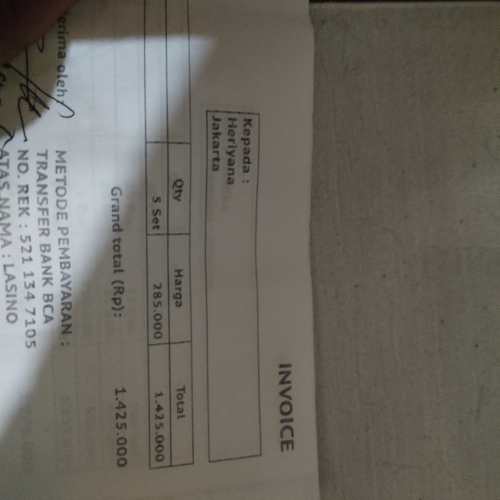 INVOICE
Kepada :
Heriyana
Jakarta
Qty Harga Total
5 Set 285.000 1.425.000
Grand total (Rp): 1.425.000
erima oleh
METODE PEMBAYARAN :
TRANSFER BANK BCA
NO. REK : 521 134 7105
ATAS NAMA : LASINO